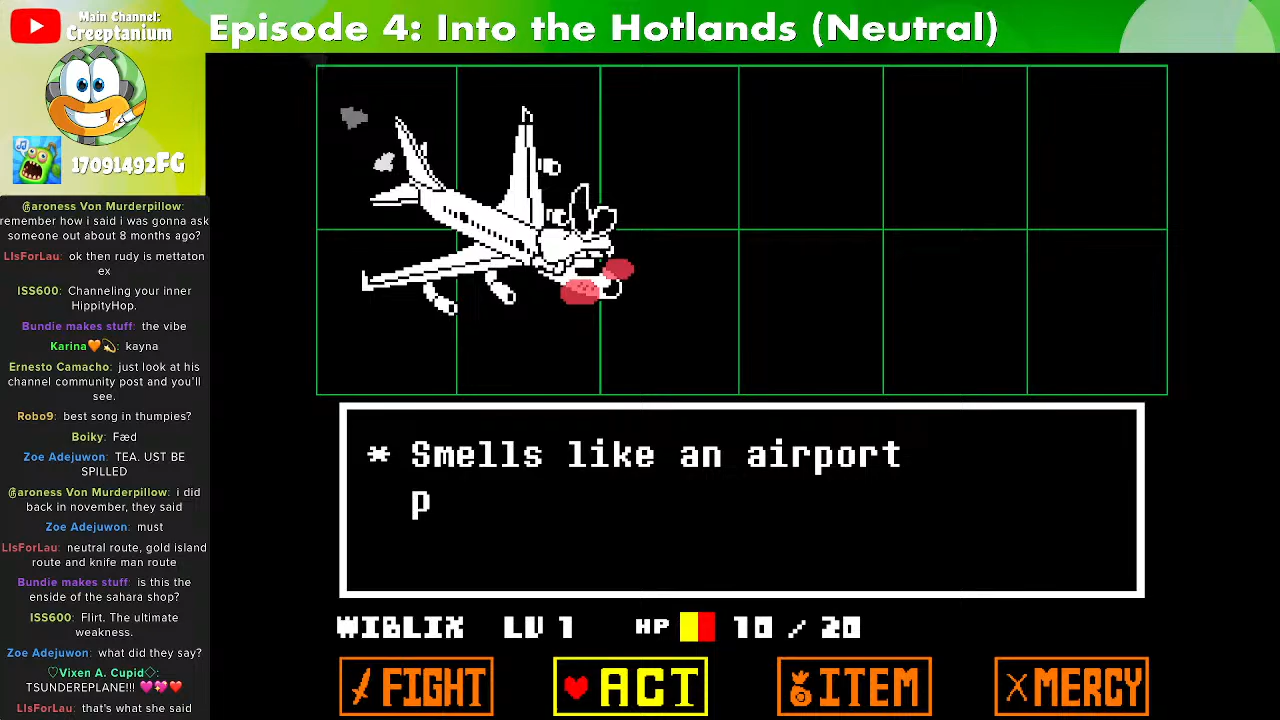 Main Channel:
Creeptanium
Episode 4: Into the Hotlands (Neutral)
17091492FG
@aroness Von Murderpillow:
remember how i said i was gonna ask
someone out about 8 months ago?
LIsForLau: ok then rudy is mettaton
ex
ISS600: Channeling your inner
HippityHop.
Bundie makes stuff: the vibe
Karina🧡💫: kayna
Ernesto Camacho: just look at his
channel community post and you'll
see.
Robo9: best song in thumpies?
Boiky: Fæd
Zoe Adejuwon: TEA. UST BE
SPILLED
@aroness Von Murderpillow: i did
back in november, they said
Zoe Adejuwon: must
LIsForLau: neutral route, gold island
route and knife man route
Bundie makes stuff: is this the
enside of the sahara shop?
ISS600: Flirt. The ultimate
weakness.
Zoe Adejuwon: what did they say?
♡Vixen A. Cupid◇:
TSUNDEREPLANE!!! 💜💖❤️
LIsForLau: that's what she said
* Smells like an airport
p
WIBLIX LV 1 HP 10 / 20
FIGHT ACT ITEM MERCY